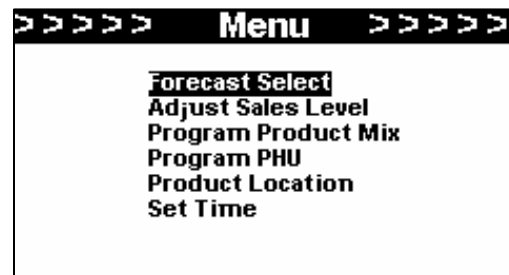 > > > > > Menu > > > > >
Forecast Select
Adjust Sales Level
Program Product Mix
Program PHU
Product Location
Set Time